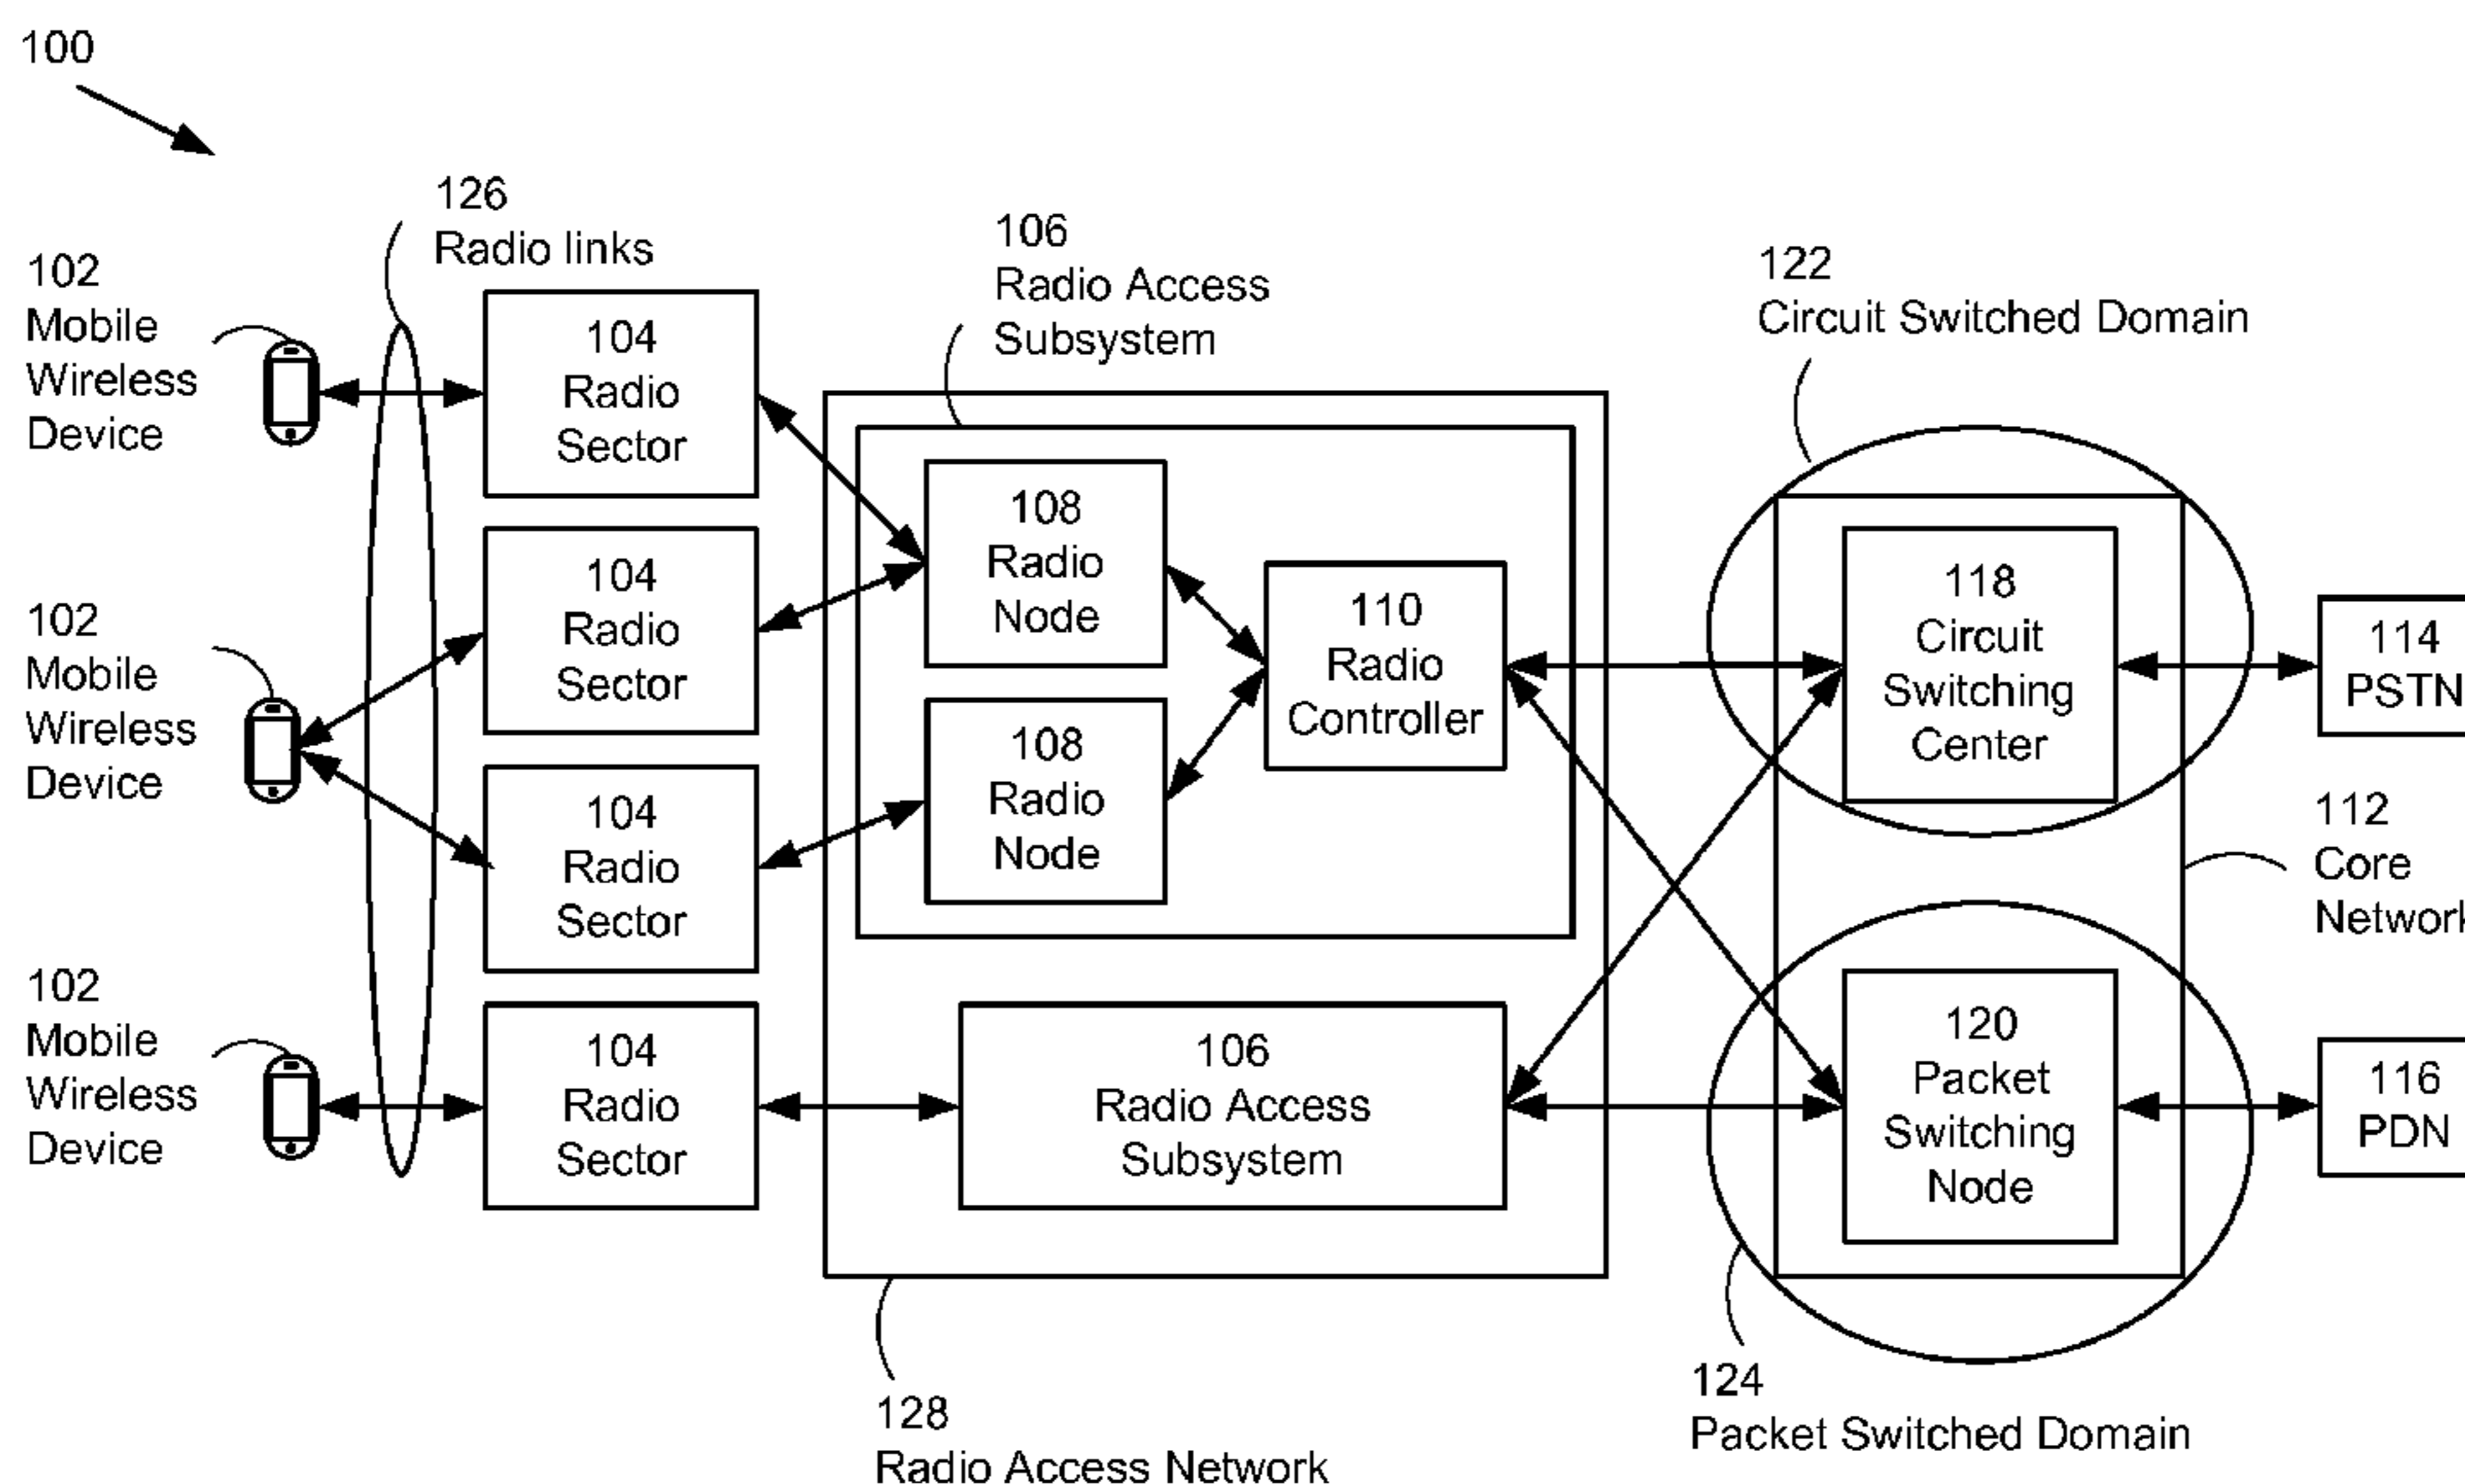 100
126
Radio links
102
Mobile
Wireless
Device
104
Radio
Sector
106
Radio Access
Subsystem
122
Circuit Switched Domain
108
Radio
Node
110
Radio
Controller
118
Circuit
Switching
Center
114
PSTN
102
Mobile
Wireless
Device
104
Radio
Sector
104
Radio
Sector
108
Radio
Node
112
Core
Network
102
Mobile
Wireless
Device
104
Radio
Sector
106
Radio Access
Subsystem
120
Packet
Switching
Node
116
PDN
128
Radio Access Network
124
Packet Switched Domain